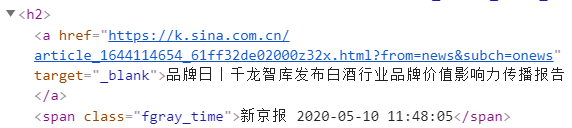 ▼<h2>
<a href="https://k.sina.com.cn/
article_1644114654_61ff32de02000z32x.html?from=news&subch=onews"
target="_blank">品牌日丨千龙智库发布白酒行业品牌价值影响力传播报告
</a>
<span class="fgray_time">新京报 2020-05-10 11:48:05</span>